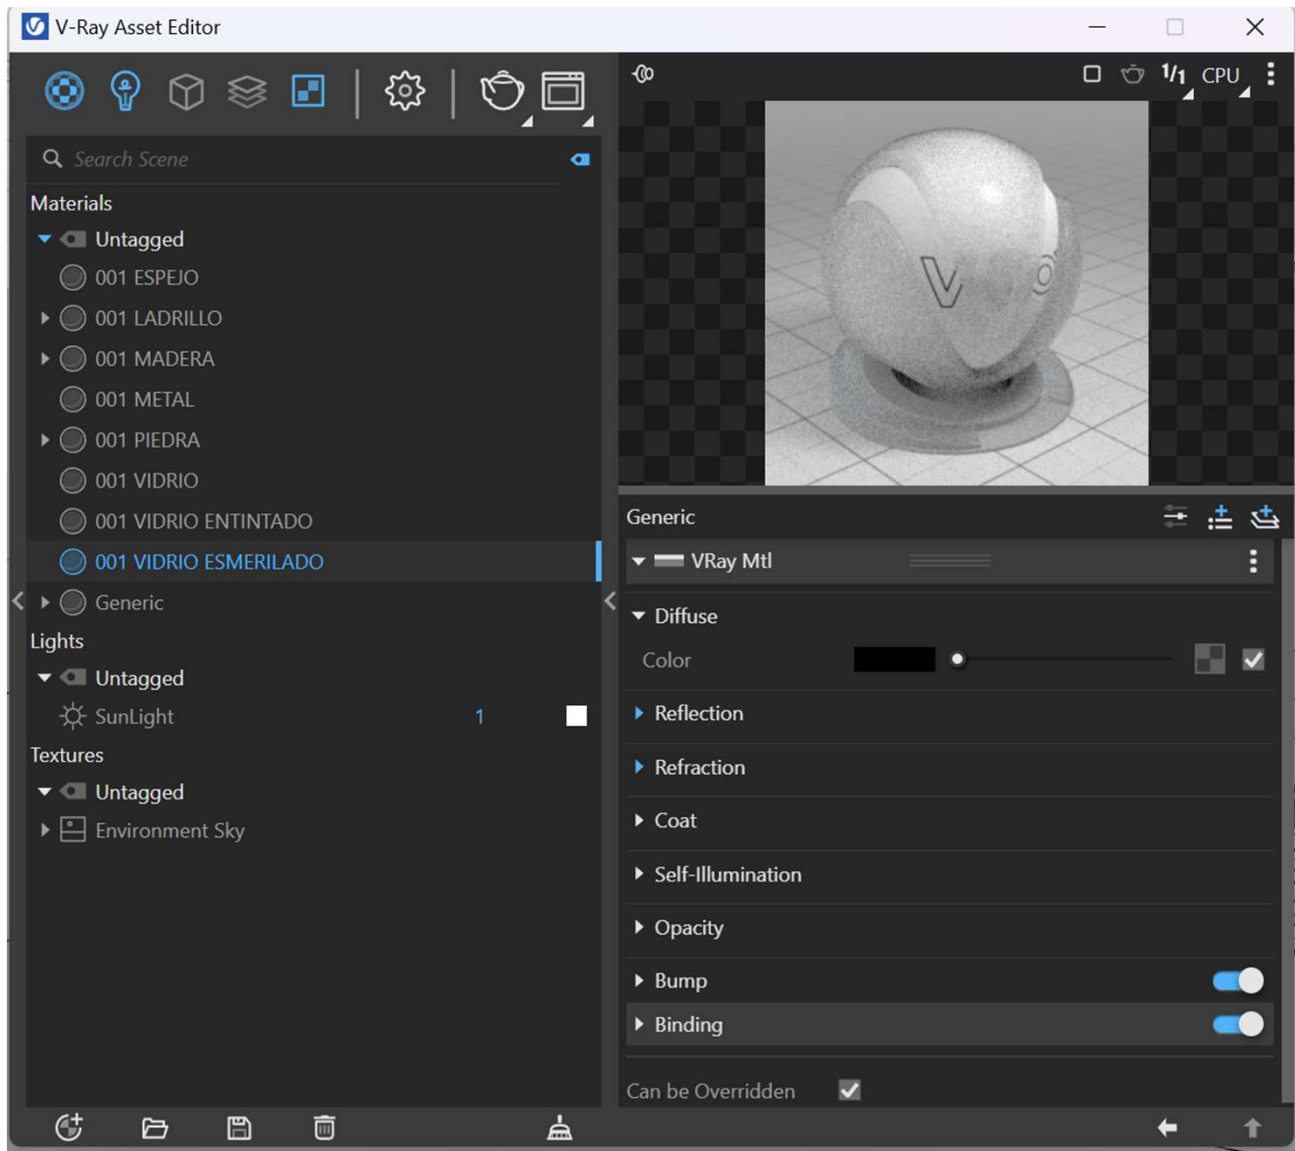 V-Ray Asset Editor
1/1 CPU
Search Scene
Materials
Untagged
001 ESPEJO
001 LADRILLO
001 MADERA
001 METAL
001 PIEDRA
001 VIDRIO
001 VIDRIO ENTINTADO
001 VIDRIO ESMERILADO
Generic
Lights
Untagged
SunLight 1
Textures
Untagged
Environment Sky
V
Generic
VRay Mtl
Diffuse
Color
Reflection
Refraction
Coat
Self-Illumination
Opacity
Bump
Binding
Can be Overridden